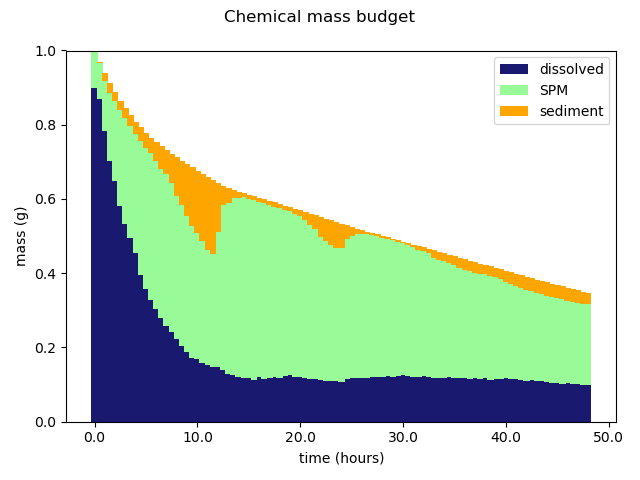 Chemical mass budget
1.0
0.8
0.6
0.4
0.2
0.0
mass (g)
dissolved
SPM
sediment
0.0 10.0 20.0 30.0 40.0 50.0
time (hours)